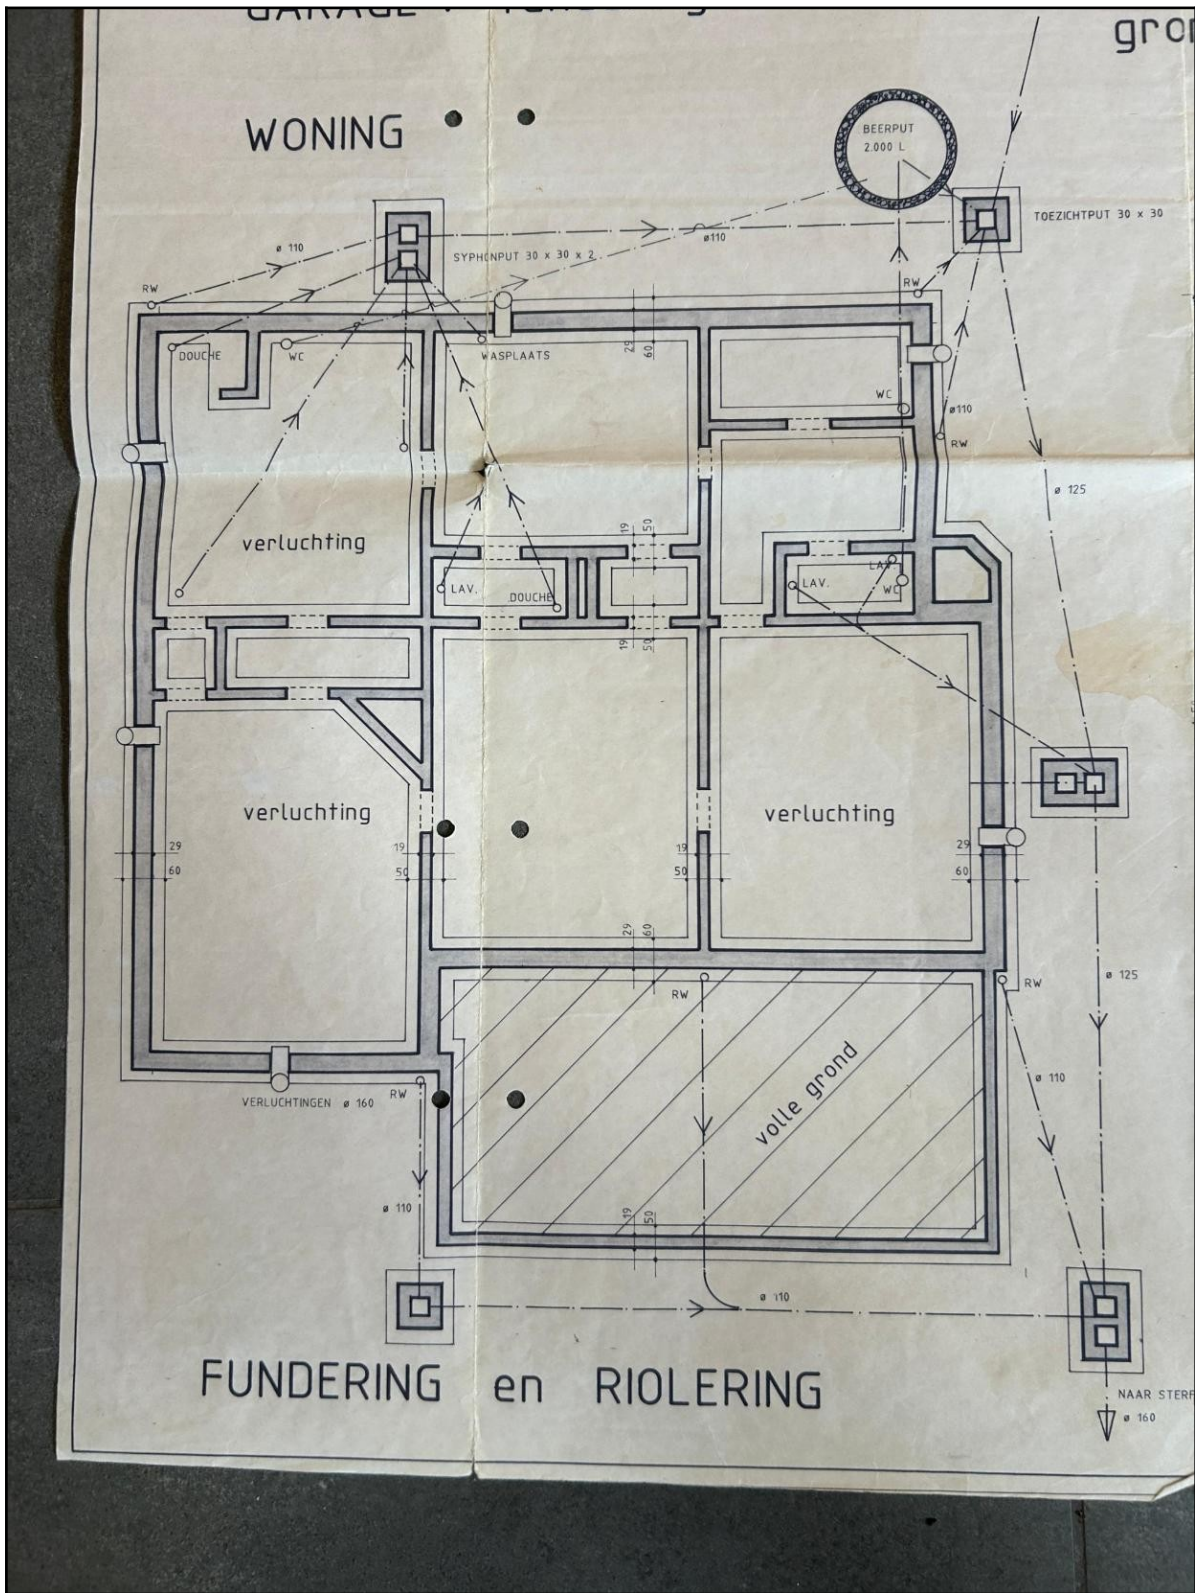 WONING
BEERPUT
2.000 L
TOEZICHTPUT 30 x 30
ø 110
SYPHONPUT 30 x 30 x 2
ø110
RW
RW
DOUCHE
WC
WASPLAATS
29
60
WC
ø110
RW
ø 125
verluchting
19
50
LAV.
DOUCHE
LAV.
LAV.
WC
19
50
verluchting
verluchting
29
60
19
50
19
50
29
60
29
60
RW
RW
ø 125
volle grond
ø 110
VERLUCHTINGEN ø 160
RW
ø 110
19
50
ø 110
FUNDERING en RIOLERING
NAAR STERF
ø 160